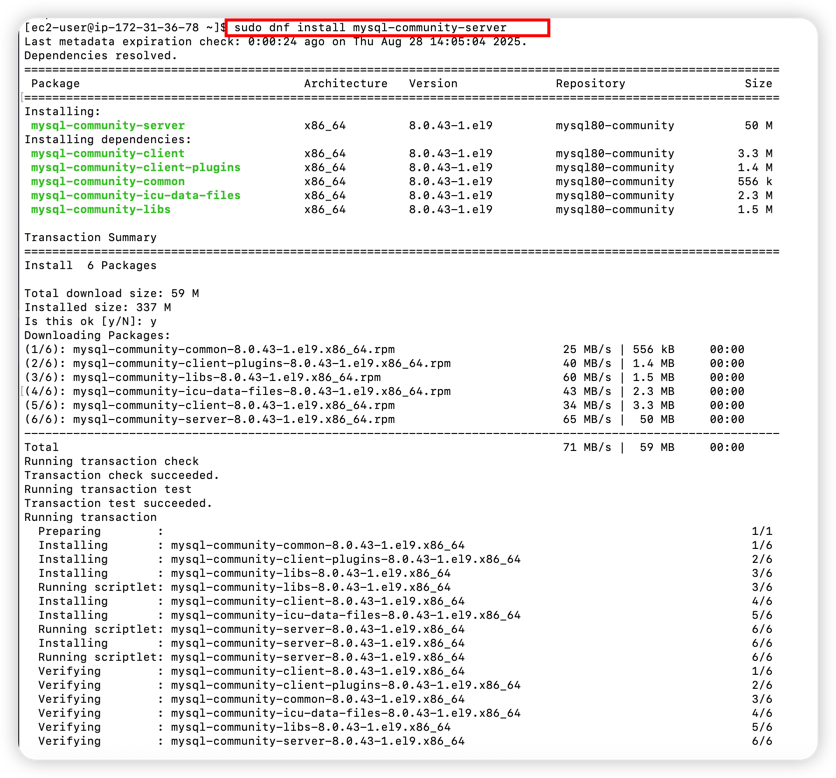 [ec2-user@ip-172-31-36-78 ~]$ sudo dnf install mysql-community-server
Last metadata expiration check: 0:00:24 ago on Thu Aug 28 14:05:04 2025.
Dependencies resolved.
================================================================================
Package Architecture Version Repository Size
================================================================================
Installing:
mysql-community-server x86_64 8.0.43-1.el9 mysql80-community 50 M
Installing dependencies:
mysql-community-client x86_64 8.0.43-1.el9 mysql80-community 3.3 M
mysql-community-client-plugins x86_64 8.0.43-1.el9 mysql80-community 1.4 M
mysql-community-common x86_64 8.0.43-1.el9 mysql80-community 556 k
mysql-community-icu-data-files x86_64 8.0.43-1.el9 mysql80-community 2.3 M
mysql-community-libs x86_64 8.0.43-1.el9 mysql80-community 1.5 M
Transaction Summary
================================================================================
Install 6 Packages
Total download size: 59 M
Installed size: 337 M
Is this ok [y/N]: y
Downloading Packages:
(1/6): mysql-community-common-8.0.43-1.el9.x86_64.rpm 25 MB/s | 556 kB 00:00
(2/6): mysql-community-client-plugins-8.0.43-1.el9.x86_64.rpm 40 MB/s | 1.4 MB 00:00
(3/6): mysql-community-libs-8.0.43-1.el9.x86_64.rpm 60 MB/s | 1.5 MB 00:00
(4/6): mysql-community-icu-data-files-8.0.43-1.el9.x86_64.rpm 43 MB/s | 2.3 MB 00:00
(5/6): mysql-community-client-8.0.43-1.el9.x86_64.rpm 34 MB/s | 3.3 MB 00:00
(6/6): mysql-community-server-8.0.43-1.el9.x86_64.rpm 65 MB/s | 50 MB 00:00
--------------------------------------------------------------------------------
Total 71 MB/s | 59 MB 00:00
Running transaction check
Transaction check succeeded.
Running transaction test
Transaction test succeeded.
Running transaction
Preparing : 1/1
Installing : mysql-community-common-8.0.43-1.el9.x86_64 1/6
Installing : mysql-community-client-plugins-8.0.43-1.el9.x86_64 2/6
Installing : mysql-community-libs-8.0.43-1.el9.x86_64 3/6
Running scriptlet: mysql-community-libs-8.0.43-1.el9.x86_64 3/6
Installing : mysql-community-client-8.0.43-1.el9.x86_64 4/6
Installing : mysql-community-icu-data-files-8.0.43-1.el9.x86_64 5/6
Running scriptlet: mysql-community-server-8.0.43-1.el9.x86_64 6/6
Installing : mysql-community-server-8.0.43-1.el9.x86_64 6/6
Running scriptlet: mysql-community-server-8.0.43-1.el9.x86_64 6/6
Verifying : mysql-community-client-8.0.43-1.el9.x86_64 1/6
Verifying : mysql-community-client-plugins-8.0.43-1.el9.x86_64 2/6
Verifying : mysql-community-common-8.0.43-1.el9.x86_64 3/6
Verifying : mysql-community-icu-data-files-8.0.43-1.el9.x86_64 4/6
Verifying : mysql-community-libs-8.0.43-1.el9.x86_64 5/6
Verifying : mysql-community-server-8.0.43-1.el9.x86_64 6/6